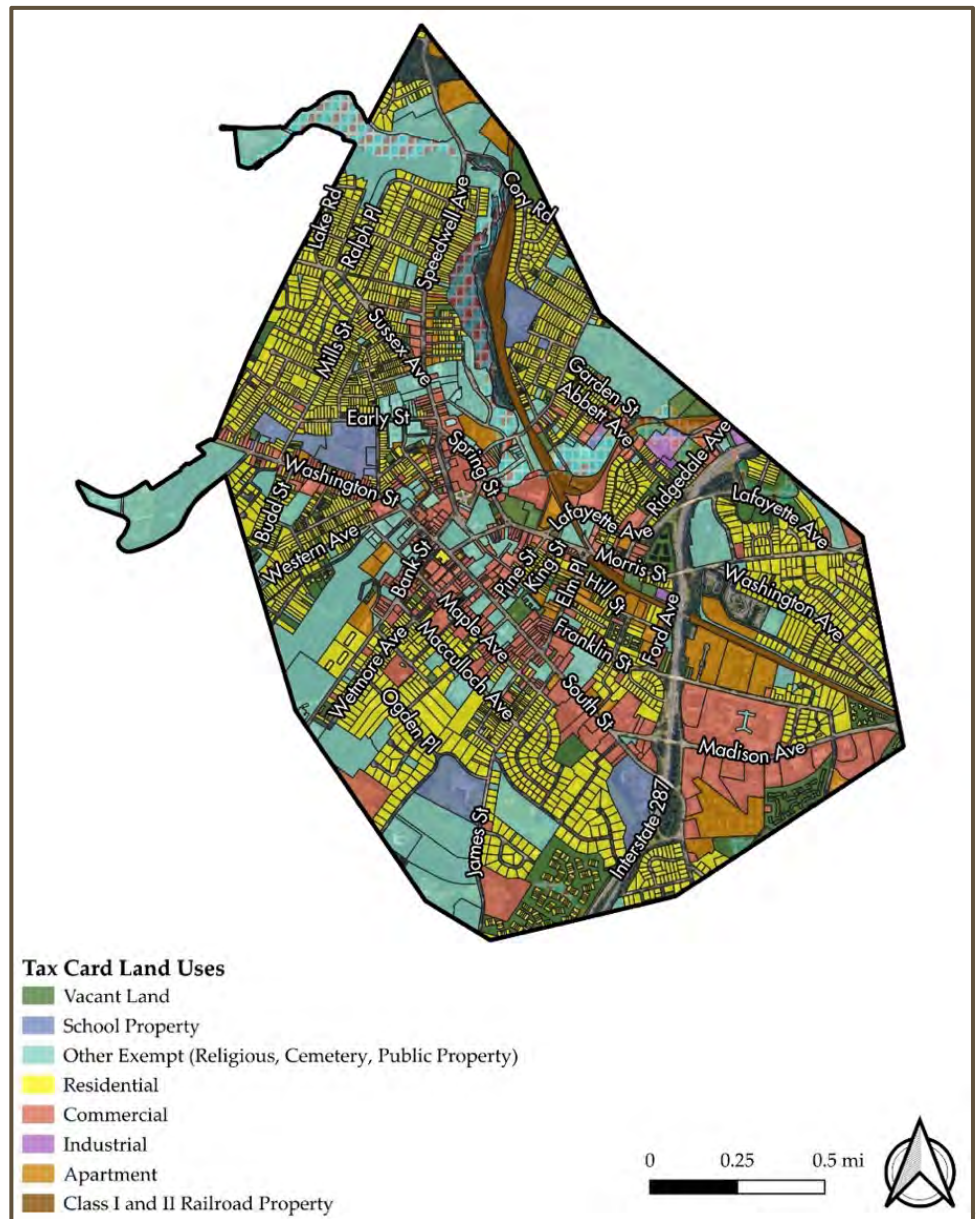 Lake Rd
Ralph Pl
Speedwell Ave
Cory Rd
Mills St
Sussex Ave
Garden St
Abbett Ave
Early St
Spring St
Ridgedale Ave
Washington St
Lafayette Ave
Lafayette Ave
Budd St
Western Ave
Bank St
Pine St
King St
Elm Pl
Hill St
Morris St
Washington Ave
Maple Ave
Franklin St
Ford Ave
Wetmore Ave
Macculloch Ave
Ogden Pl
South St
Madison Ave
James St
Interstate 287
Tax Card Land Uses
Vacant Land
School Property
Other Exempt (Religious, Cemetery, Public Property)
Residential
Commercial
Industrial
Apartment
Class I and II Railroad Property
0 0.25 0.5 mi